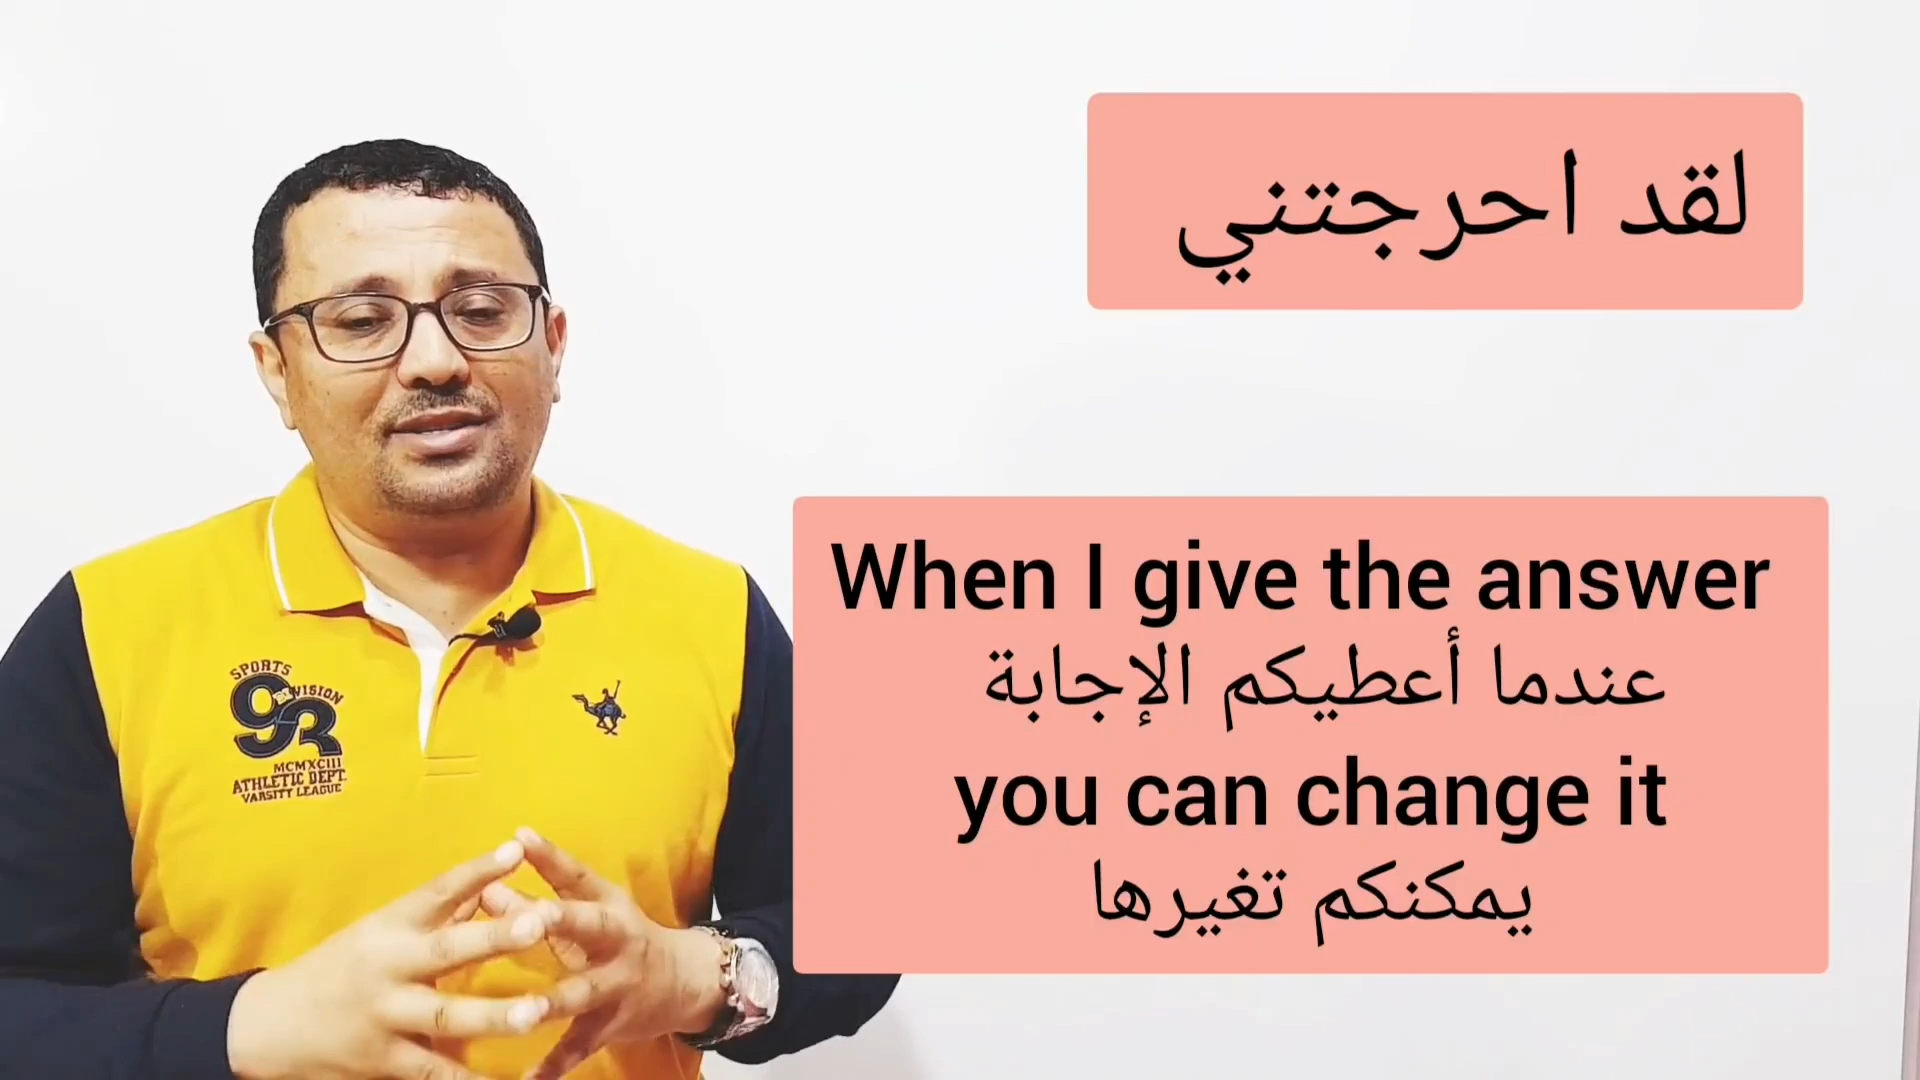 لقد احرجتني
When I give the answer
عندما أعطيكم الإجابة
you can change it
يمكنكم تغيرها
SPORTS
DIVISION
93
MCMXCIII
ATHLETIC DEPT.
VARSITY LEAGUE